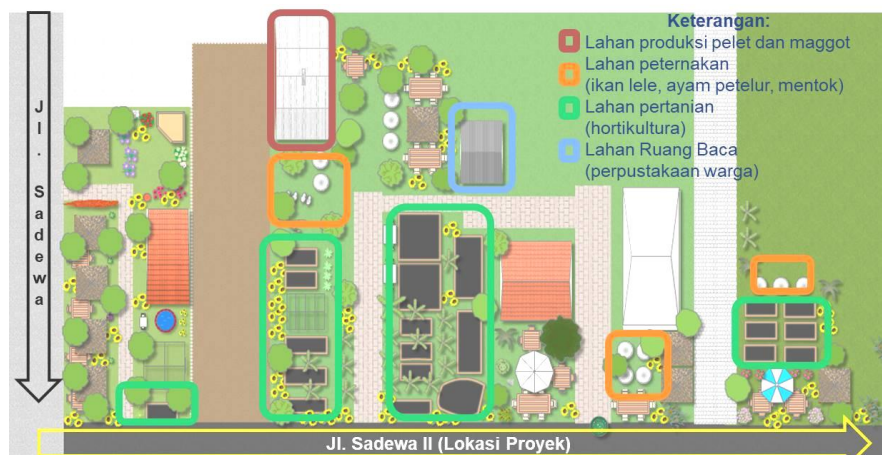 Keterangan:
Lahan produksi pelet dan maggot
Lahan peternakan
(ikan lele, ayam petelur, mentok)
Lahan pertanian
(hortikultura)
Lahan Ruang Baca
(perpustakaan warga)
Jl. Sadewa
Jl. Sadewa II (Lokasi Proyek)